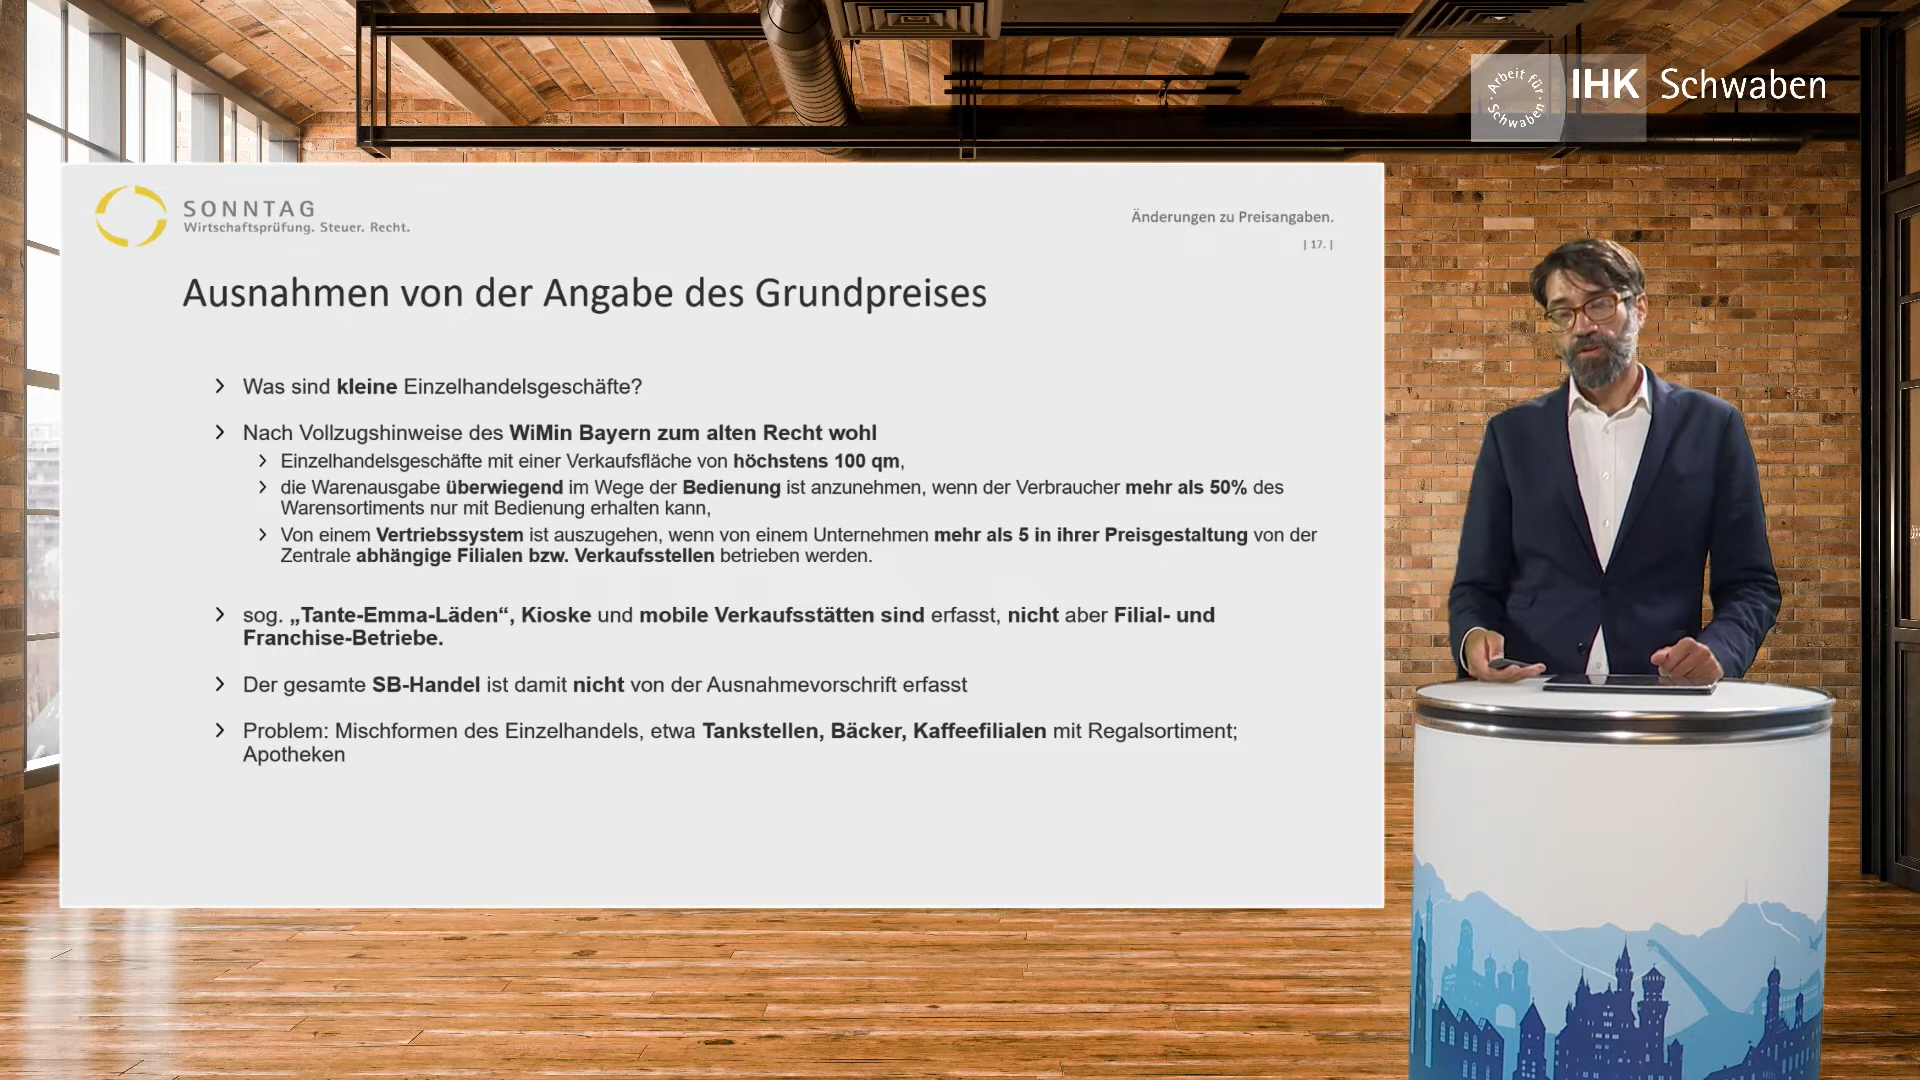 Arbeit für Schwaben
IHK Schwaben
SONNTAG
Wirtschaftsprüfung. Steuer. Recht.
Änderungen zu Preisangaben.
| 17. |
Ausnahmen von der Angabe des Grundpreises
Was sind kleine Einzelhandelsgeschäfte?
Nach Vollzugshinweise des WiMin Bayern zum alten Recht wohl
Einzelhandelsgeschäfte mit einer Verkaufsfläche von höchstens 100 qm,
die Warenausgabe überwiegend im Wege der Bedienung ist anzunehmen, wenn der Verbraucher mehr als 50% des
Warensortiments nur mit Bedienung erhalten kann,
Von einem Vertriebssystem ist auszugehen, wenn von einem Unternehmen mehr als 5 in ihrer Preisgestaltung von der
Zentrale abhängige Filialen bzw. Verkaufsstellen betrieben werden.
sog. „Tante-Emma-Läden“, Kioske und mobile Verkaufsstätten sind erfasst, nicht aber Filial- und
Franchise-Betriebe.
Der gesamte SB-Handel ist damit nicht von der Ausnahmevorschrift erfasst
Problem: Mischformen des Einzelhandels, etwa Tankstellen, Bäcker, Kaffeefilialen mit Regalsortiment;
Apotheken